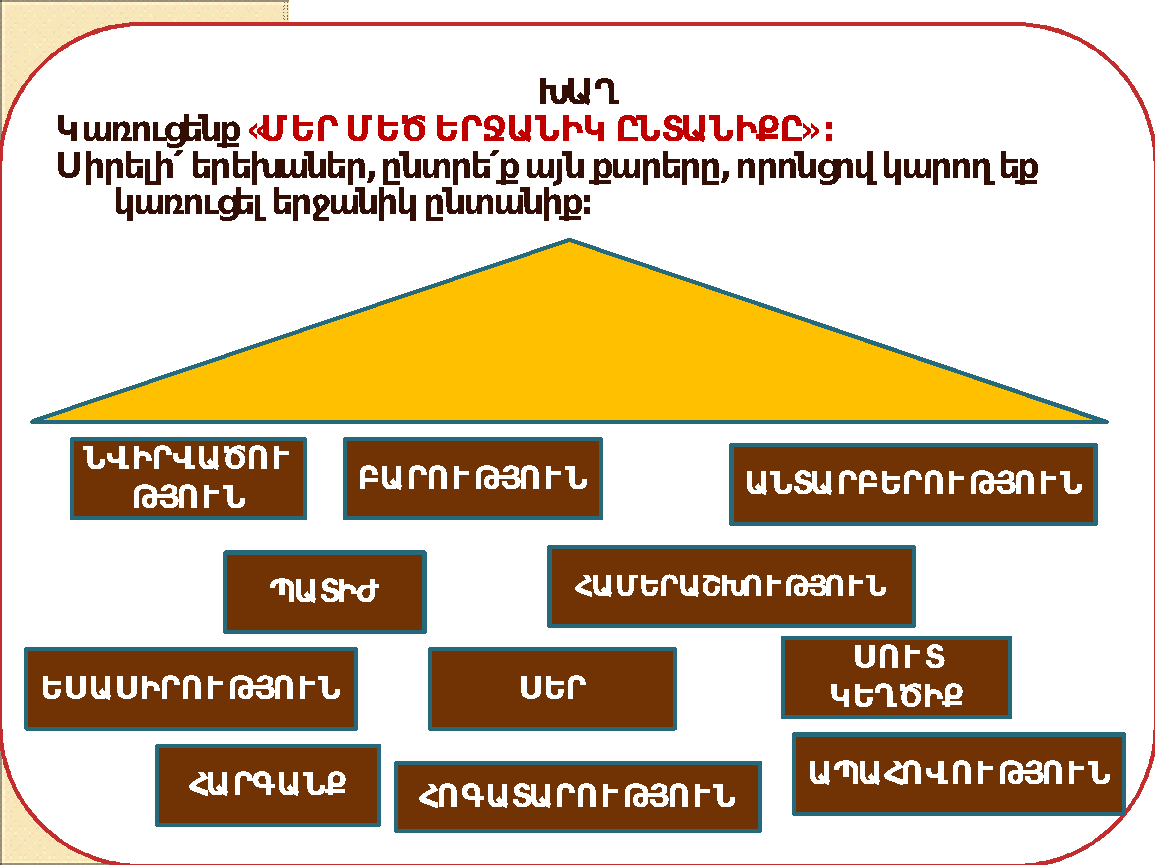 ԽԱՂ
Կառուցենք «ՄԵՐ ՄԵԾ ԵՐՋԱՆԻԿ ԸՆՏԱՆԻՔԸ» :
Սիրելի՛ երեխաներ, ընտրե՛ք այն քարերը, որոնցով կարող եք
կառուցել երջանիկ ընտանիք:
ՆՎԻՐՎԱԾՈՒ
ԹՅՈՒՆ
ԲԱՐՈՒԹՅՈՒՆ
ԱՆՏԱՐԲԵՐՈՒԹՅՈՒՆ
ՊԱՏԻԺ
ՀԱՄԵՐԱՇԽՈՒԹՅՈՒՆ
ԵՍԱՍԻՐՈՒԹՅՈՒՆ
ՍԵՐ
ՍՈՒՏ
ԿԵՂԾԻՔ
ՀԱՐԳԱՆՔ
ՀՈԳԱՏԱՐՈՒԹՅՈՒՆ
ԱՊԱՀՈՎՈՒԹՅՈՒՆ